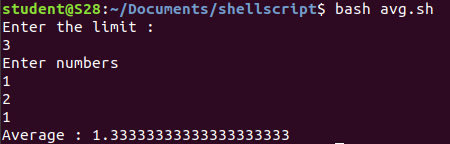 student@S28:~/Documents/shellscript$ bash avg.sh
Enter the limit :
3
Enter numbers
1
2
1
Average : 1.33333333333333333333